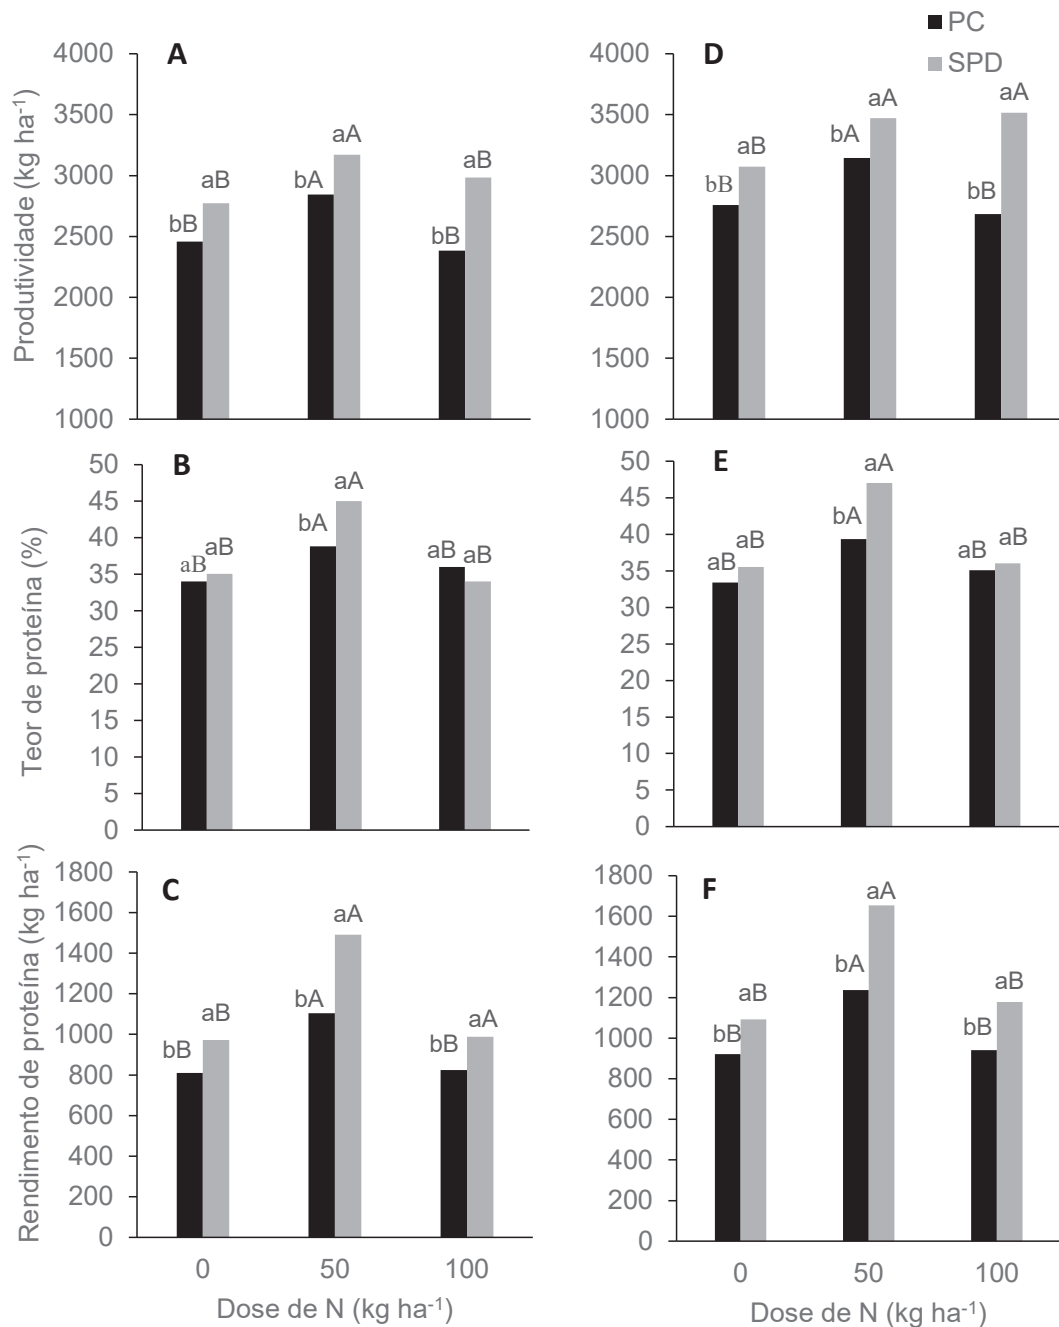 PC
SPD
A
Produtividade (kg ha⁻¹)
4000
3500
3000
2500
2000
1500
1000
bB
aB
bA
aA
bB
aB
D
4000
3500
3000
2500
2000
1500
1000
bB
aB
bA
aA
bB
aA
B
Teor de proteína (%)
50
45
40
35
30
25
20
15
10
5
0
aB
aB
bA
aA
aB
aB
E
50
45
40
35
30
25
20
15
10
5
0
aB
aB
bA
aA
aB
aB
C
Rendimento de proteína (kg ha⁻¹)
1800
1600
1400
1200
1000
800
600
400
200
0
bB
aB
bA
aA
bB
aA
0 50 100
Dose de N (kg ha⁻¹)
F
1800
1600
1400
1200
1000
800
600
400
200
0
bB
aB
bA
aA
bB
aB
0 50 100
Dose de N (kg ha⁻¹)